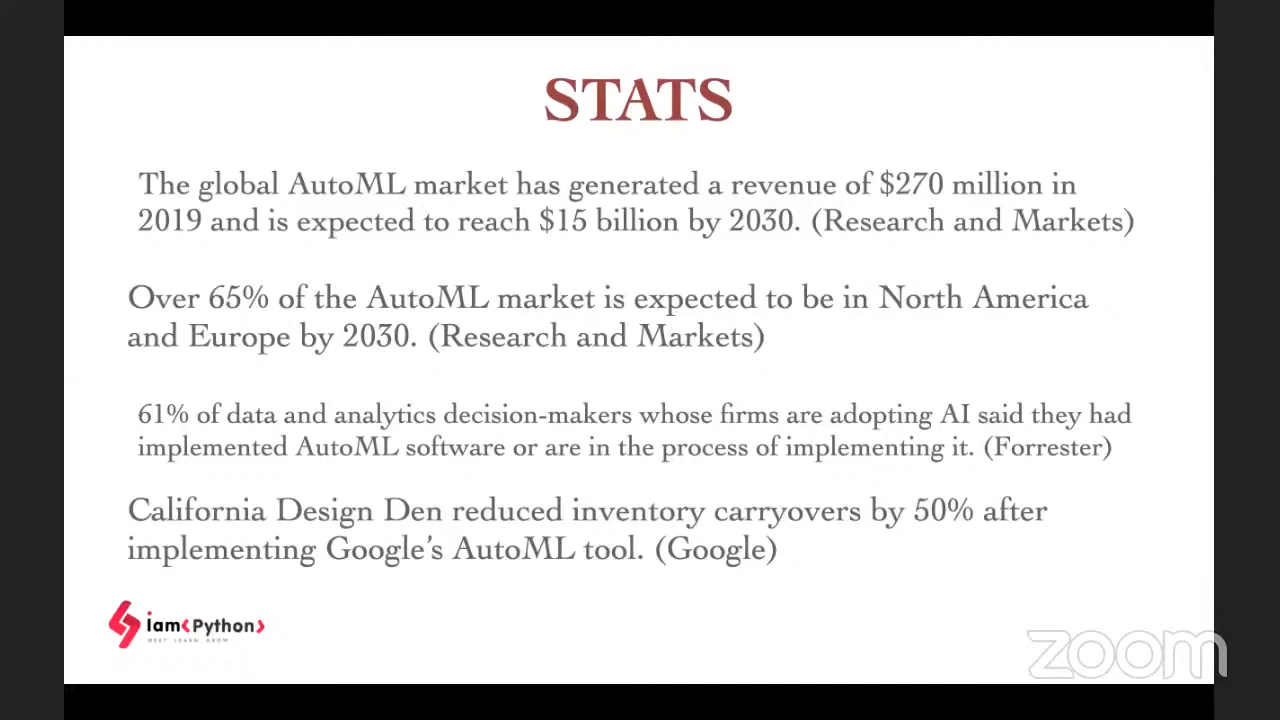 STATS
The global AutoML market has generated a revenue of $270 million in
2019 and is expected to reach $15 billion by 2030. (Research and Markets)
Over 65% of the AutoML market is expected to be in North America
and Europe by 2030. (Research and Markets)
61% of data and analytics decision-makers whose firms are adopting AI said they had
implemented AutoML software or are in the process of implementing it. (Forrester)
California Design Den reduced inventory carryovers by 50% after
implementing Google's AutoML tool. (Google)
iam<Python>
MEET LEARN GROW
zoom